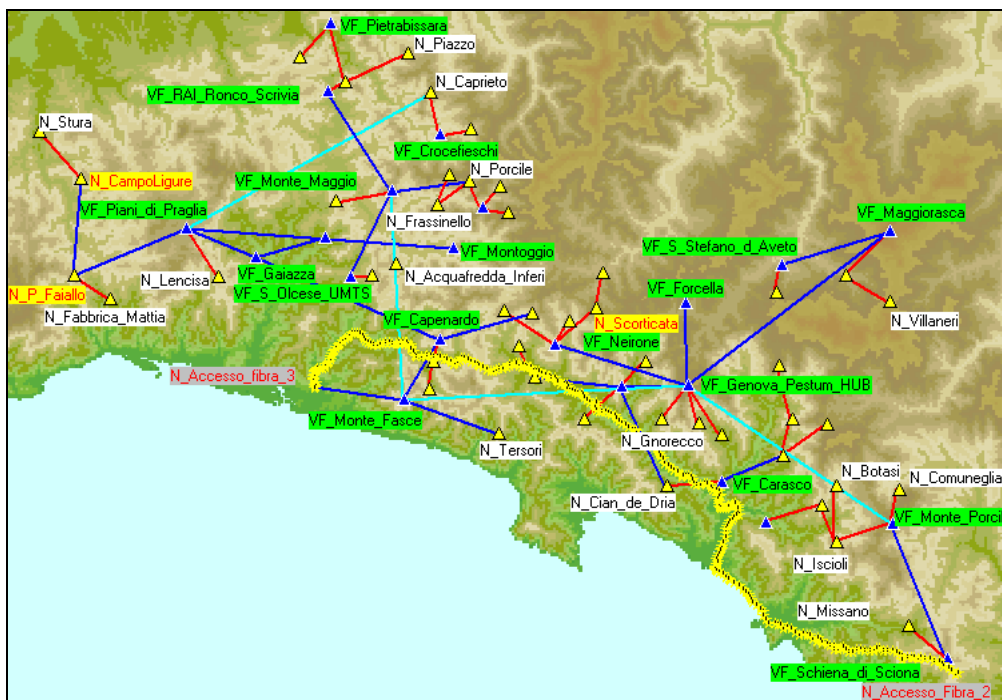 VF_Pietrabissara
N_Piazzo
N_Caprieto
VF_RAI_Ronco_Scrivia
N_Stura
VF_Crocefieschi
N_Porcile
N_CampoLigure
VF_Monte_Maggio
VF_Piani_di_Praglia
N_Frassinello
VF_Maggiorasca
VF_S_Stefano_d_Aveto
VF_Montoggio
N_Lencisa
VF_Gaiazza
N_Acquafredda_Inferi
VF_S_Olcese_UMTS
VF_Forcella
N_P_Faiallo
N_Fabbrica_Mattia
VF_Capenardo
N_Scorticata
N_Villaneri
VF_Neirone
N_Accesso_fibra_3
VF_Genova_Pestum_HUB
VF_Monte_Fasce
N_Gnorecco
N_Tersori
N_Botasi
N_Comuneglia
VF_Carasco
N_Cian_de_Dria
VF_Monte_Porcil
N_Iscioli
N_Missano
VF_Schiena_di_Sciona
N_Accesso_Fibra_2